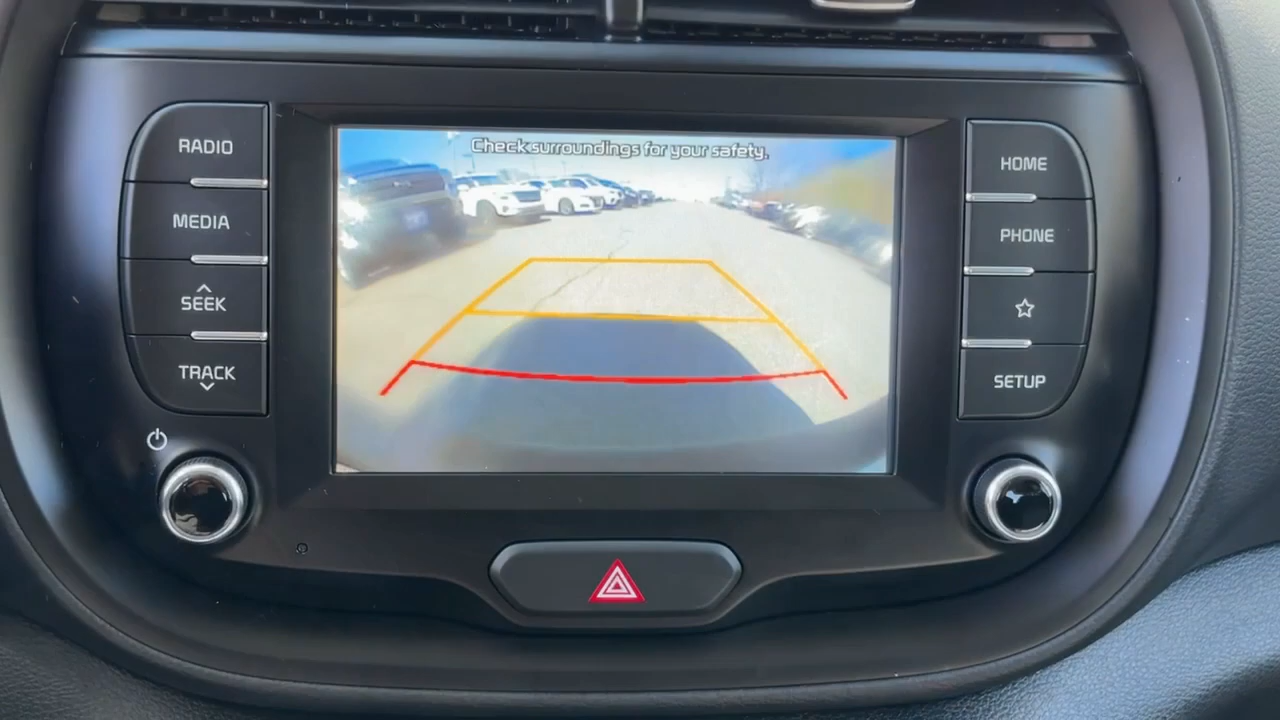 Check surroundings for your safety.
RADIO
MEDIA
SEEK
TRACK
HOME
PHONE
SETUP